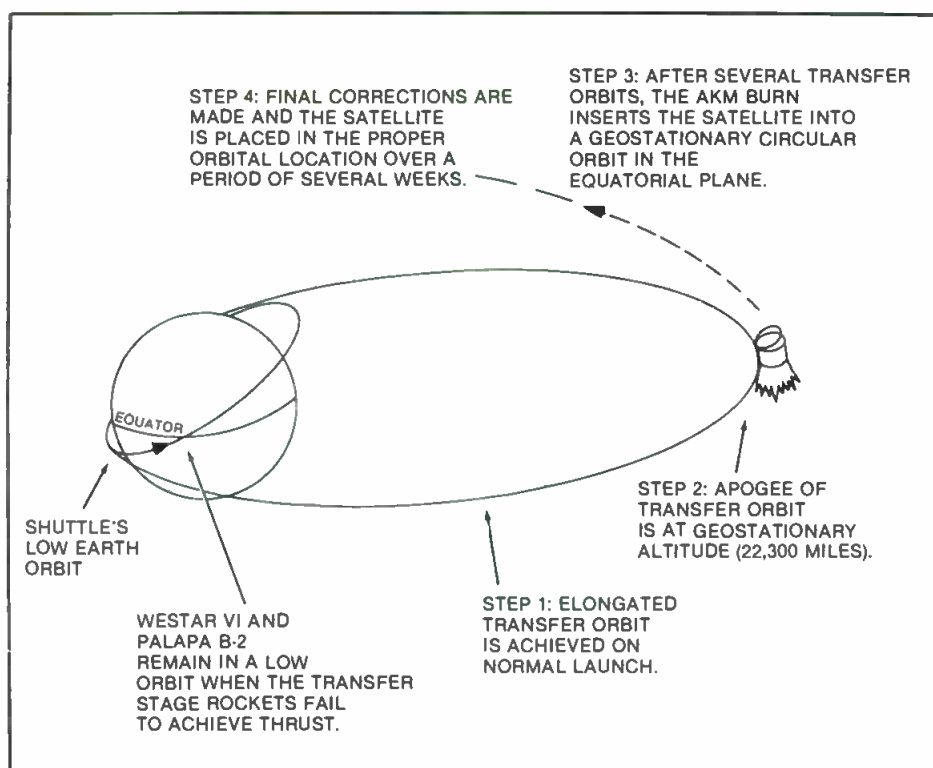 STEP 4: FINAL CORRECTIONS ARE
MADE AND THE SATELLITE
IS PLACED IN THE PROPER
ORBITAL LOCATION OVER A
PERIOD OF SEVERAL WEEKS.
STEP 3: AFTER SEVERAL TRANSFER
ORBITS, THE AKM BURN
INSERTS THE SATELLITE INTO
A GEOSTATIONARY CIRCULAR
ORBIT IN THE
EQUATORIAL PLANE.
EQUATOR
SHUTTLE'S
LOW EARTH
ORBIT
STEP 2: APOGEE OF
TRANSFER ORBIT
IS AT GEOSTATIONARY
ALTITUDE (22,300 MILES).
WESTAR VI AND
PALAPA B-2
REMAIN IN A LOW
ORBIT WHEN THE TRANSFER
STAGE ROCKETS FAIL
TO ACHIEVE THRUST.
STEP 1: ELONGATED
TRANSFER ORBIT
IS ACHIEVED ON
NORMAL LAUNCH.